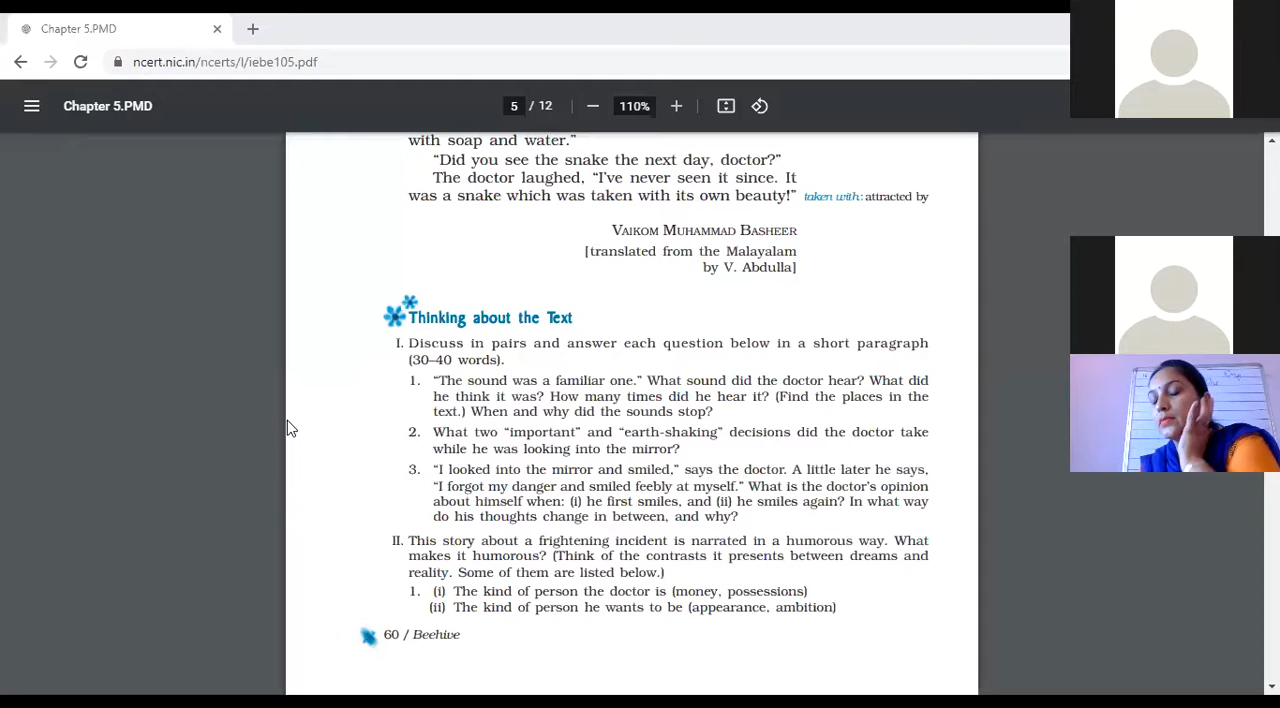 Chapter 5.PMD
ncert.nic.in/ncerts/l/iebe105.pdf
Chapter 5.PMD
5 / 12
110%
with soap and water.”
“Did you see the snake the next day, doctor?”
The doctor laughed, “I’ve never seen it since. It
was a snake which was taken with its own beauty!” taken with: attracted by
VAIKOM MUHAMMAD BASHEER
[translated from the Malayalam
by V. Abdulla]
Thinking about the Text
I. Discuss in pairs and answer each question below in a short paragraph
(30–40 words).
1. “The sound was a familiar one.” What sound did the doctor hear? What did
he think it was? How many times did he hear it? (Find the places in the
text.) When and why did the sounds stop?
2. What two “important” and “earth-shaking” decisions did the doctor take
while he was looking into the mirror?
3. “I looked into the mirror and smiled,” says the doctor. A little later he says,
“I forgot my danger and smiled feebly at myself.” What is the doctor’s opinion
about himself when: (i) he first smiles, and (ii) he smiles again? In what way
do his thoughts change in between, and why?
II. This story about a frightening incident is narrated in a humorous way. What
makes it humorous? (Think of the contrasts it presents between dreams and
reality. Some of them are listed below.)
1. (i) The kind of person the doctor is (money, possessions)
(ii) The kind of person he wants to be (appearance, ambition)
60 / Beehive